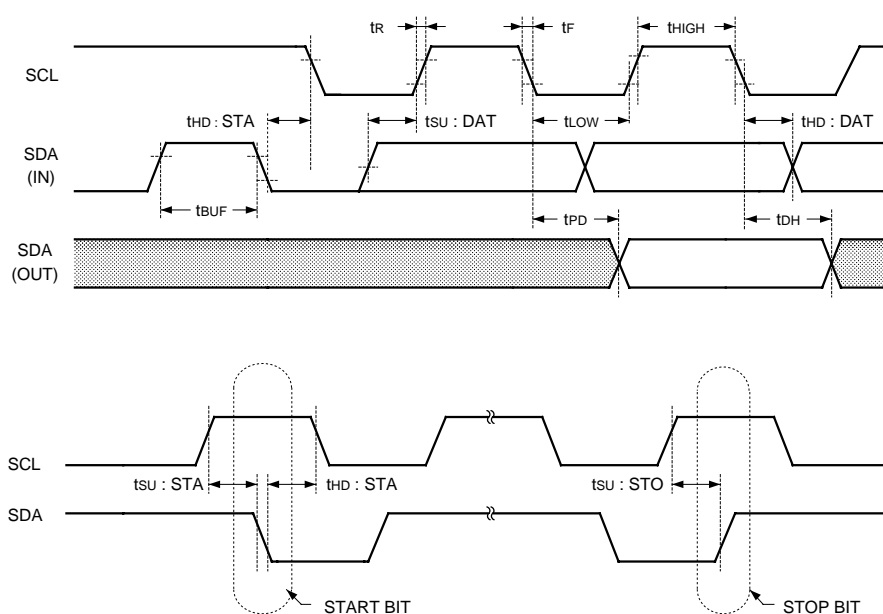 tR
tF
tHIGH
SCL
tHD : STA
tSU : DAT
tLOW
tHD : DAT
SDA
(IN)
tBUF
tPD
tDH
SDA
(OUT)
SCL
tSU : STA
tHD : STA
tSU : STO
SDA
START BIT
STOP BIT